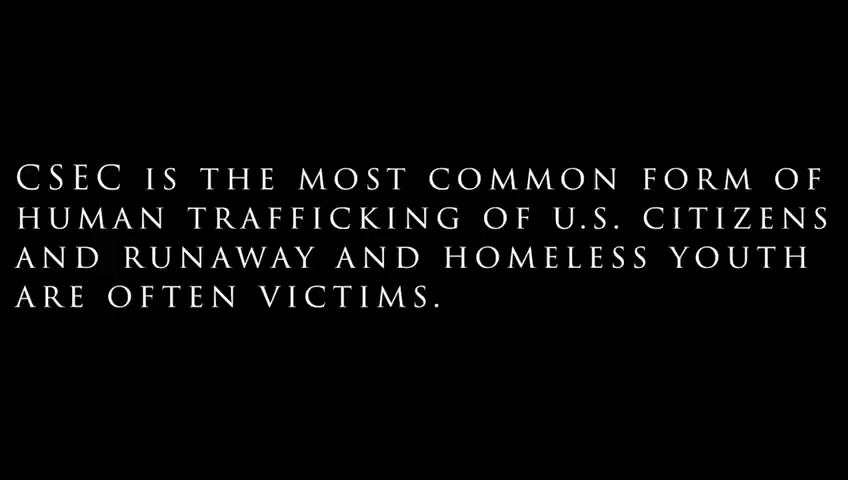 CSEC IS THE MOST COMMON FORM OF
HUMAN TRAFFICKING OF U.S. CITIZENS
AND RUNAWAY AND HOMELESS YOUTH
ARE OFTEN VICTIMS.